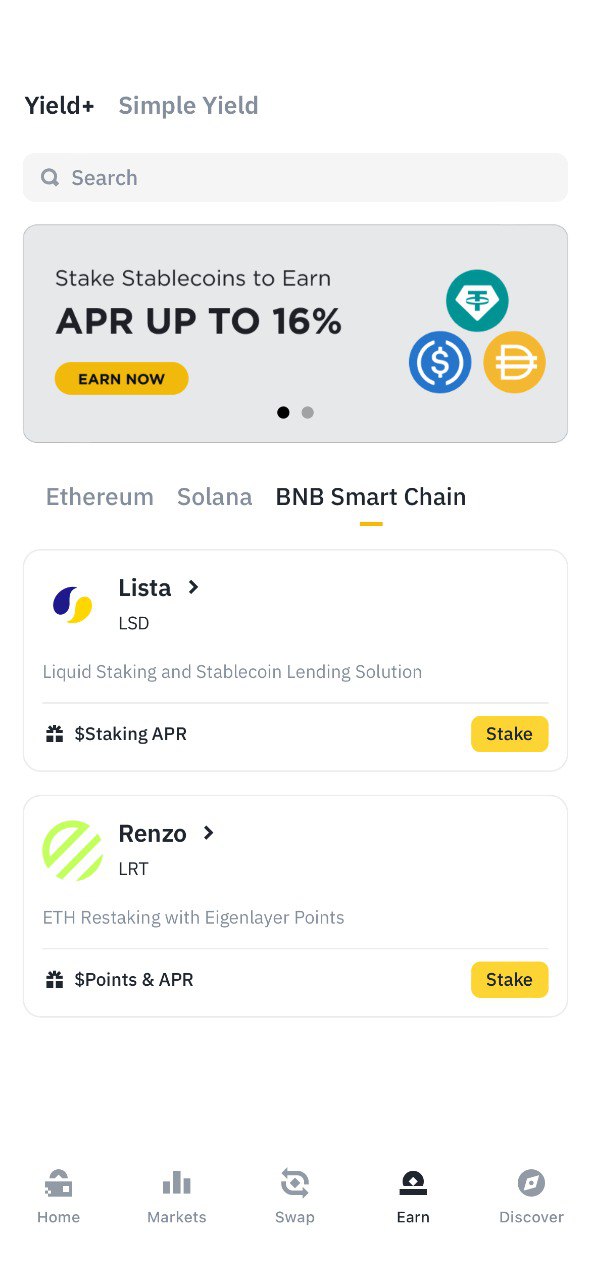 Yield+ Simple Yield
Search
Stake Stablecoins to Earn
APR UP TO 16%
EARN NOW
Ethereum Solana BNB Smart Chain
Lista
LSD
Liquid Staking and Stablecoin Lending Solution
$Staking APR Stake
Renzo
LRT
ETH Restaking with Eigenlayer Points
$Points & APR Stake
Home Markets Swap Earn Discover